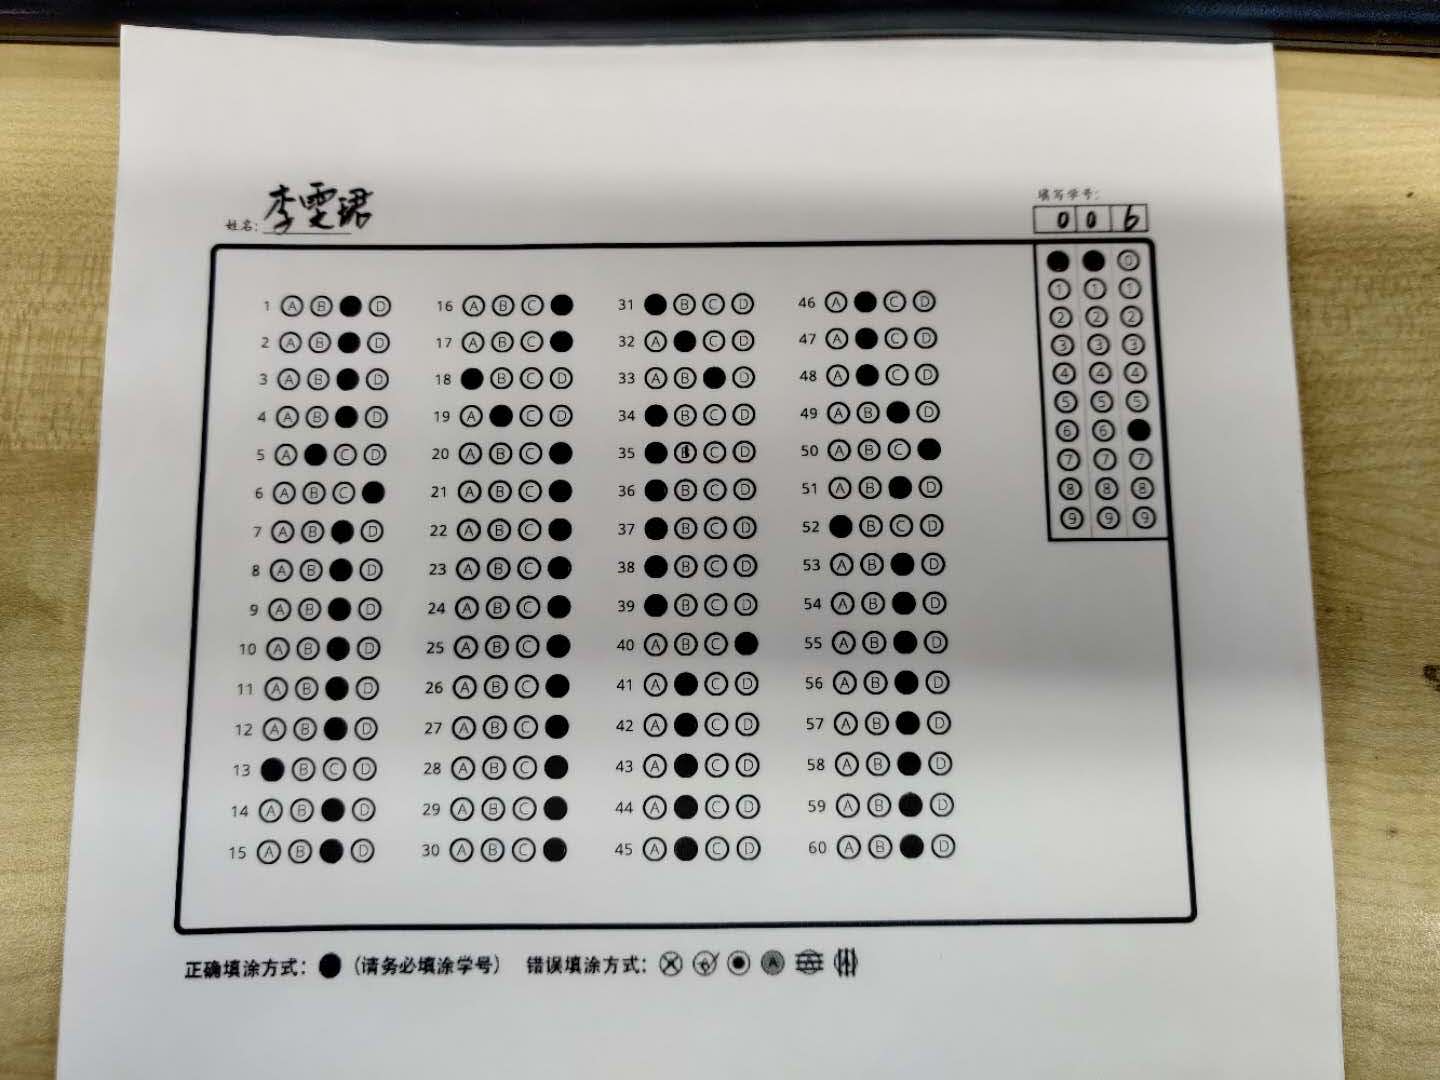 姓名: 李雯珺
填写学号:
0 0 6
1 A B D 16 A B C 31 B C D 46 A C D
2 A B D 17 A B C 32 A C D 47 A C D
3 A B D 18 B C D 33 A B D 48 A C D
4 A B D 19 A C D 34 B C D 49 A B D
5 A C D 20 A B C 35 B C D 50 A B C
6 A B C 21 A B C 36 B C D 51 A B D
7 A B D 22 A B C 37 B C D 52 B C D
8 A B D 23 A B C 38 B C D 53 A B D
9 A B D 24 A B C 39 B C D 54 A B D
10 A B D 25 A B C 40 A B C 55 A B D
11 A B D 26 A B C 41 A C D 56 A B D
12 A B D 27 A B C 42 A C D 57 A B D
13 B C D 28 A B C 43 A C D 58 A B D
14 A B D 29 A B C 44 A C D 59 A B D
15 A B D 30 A B C 45 A C D 60 A B D
0
1 1 1
2 2 2
3 3 3
4 4 4
5 5 5
6 6
7 7 7
8 8 8
9 9 9
正确填涂方式: (请务必填涂学号) 错误填涂方式: A